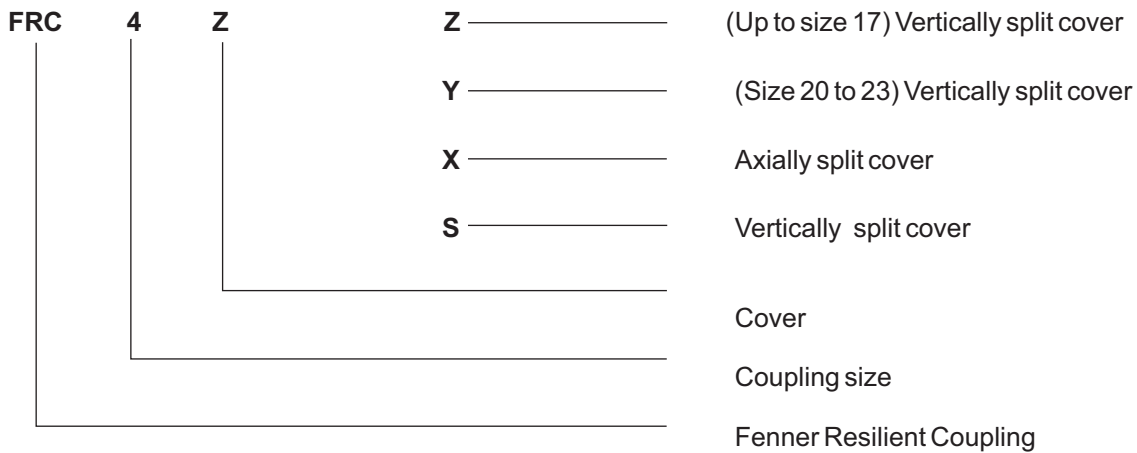 FRC 4 Z Z (Up to size 17) Vertically split cover
Y (Size 20 to 23) Vertically split cover
X Axially split cover
S Vertically split cover
Cover
Coupling size
Fenner Resilient Coupling